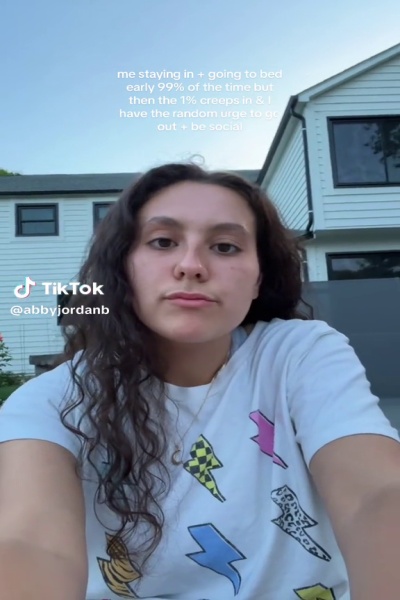 me staying in + going to bed
early 99% of the time but
then the 1% creeps in & I
have the random urge to go
out + be social
TikTok
@abbyjordanb